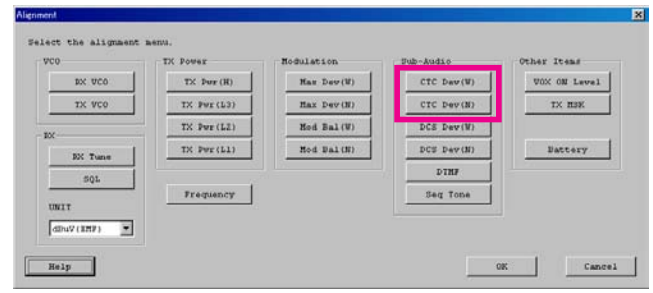 Alignment
Select the alignment menu.
VCO
RX VCO
TX VCO
RX
RX Tune
SQL
UNIT
dBuV(EMF)
TX Power
TX Pwr(H)
TX Pwr(L3)
TX Pwr(L2)
TX Pwr(L1)
Frequency
Modulation
Max Dev(W)
Max Dev(N)
Mod Bal(W)
Mod Bal(N)
Sub-Audio
CTC Dev(W)
CTC Dev(N)
DCS Dev(W)
DCS Dev(N)
DTMF
Seq Tone
Other Items
VOX ON Level
TX MSK
Battery
Help
OK
Cancel